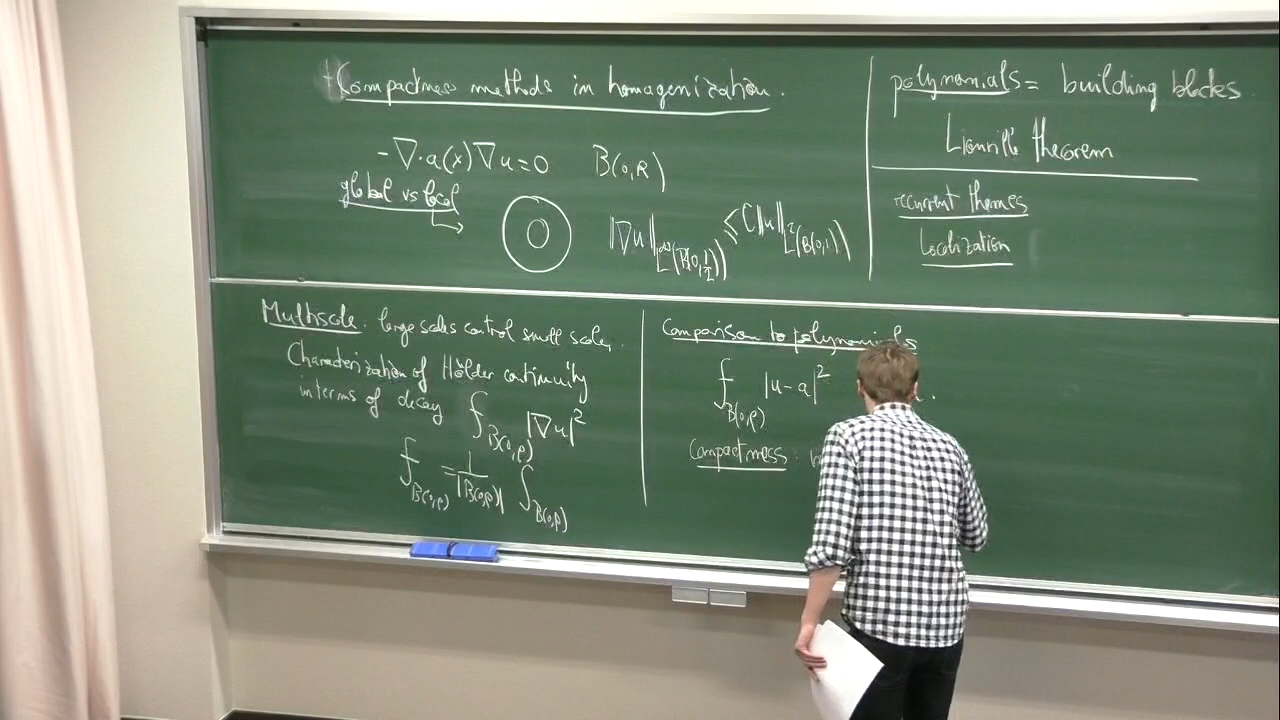 Compactness methods in homogenization.
-∇·a(x)∇u=0   B(0,R)
global vs local
‖∇u‖_{L^∞(B(0,1/2))} ≤ C‖u‖_{L^2(B(0,1))}
polynomials = building blocks
Liouville theorem
recurrent themes
Localization
Multiscale. large scales control small scales.
Characterization of Hölder continuity
in terms of decay ⨍_{B(0,ρ)} |∇u|^2
⨍_{B(0,ρ)} = 1/|B(0,ρ)| ∫_{B(0,ρ)}
Comparison to polynomials
⨍_{B(0,ρ)} |u-a|^2
Compactness :